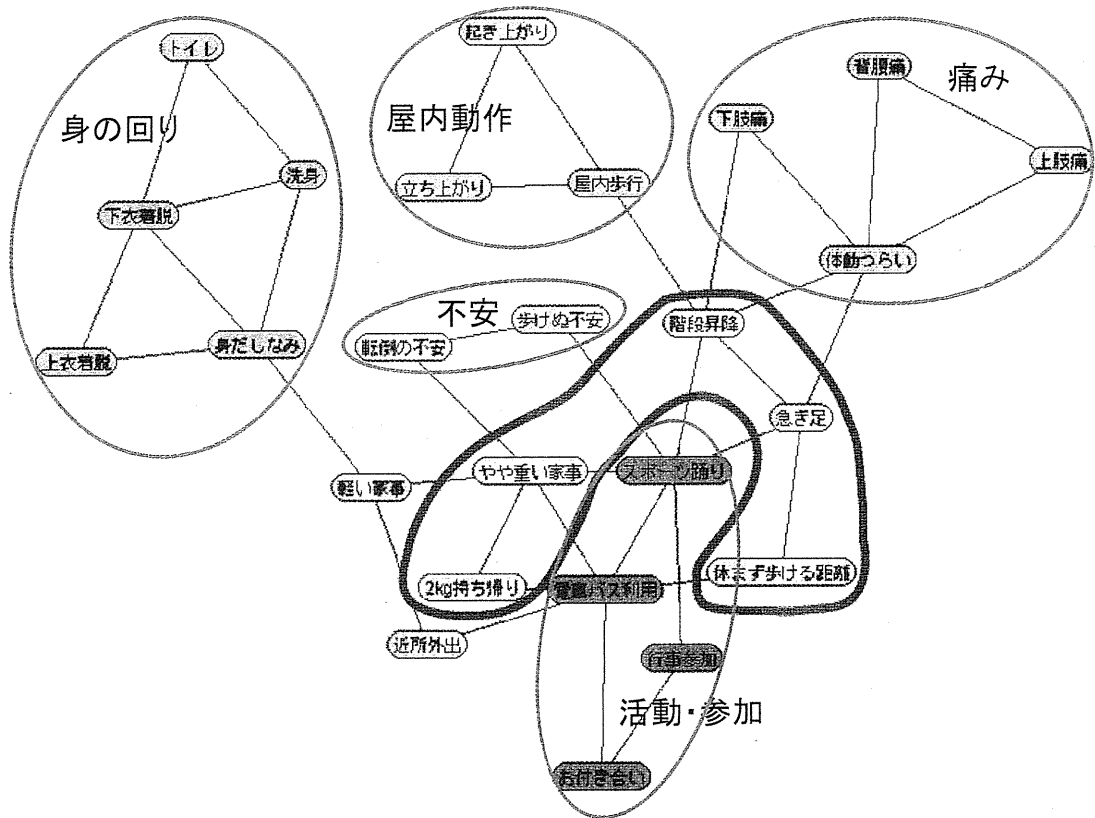 トイレ
起き上がり
背腰痛
痛み
身の回り
屋内動作
下肢痛
上肢痛
洗身
立ち上がり
屋内歩行
下衣着脱
体動つらい
不安
歩けぬ不安
階段昇降
転倒の不安
身だしなみ
上衣着脱
急ぎ足
軽い家事
やや重い家事
スポーツ踊り
2kg持ち帰り
電車バス利用
休まず歩ける距離
近所外出
行事参加
活動・参加
お付き合い